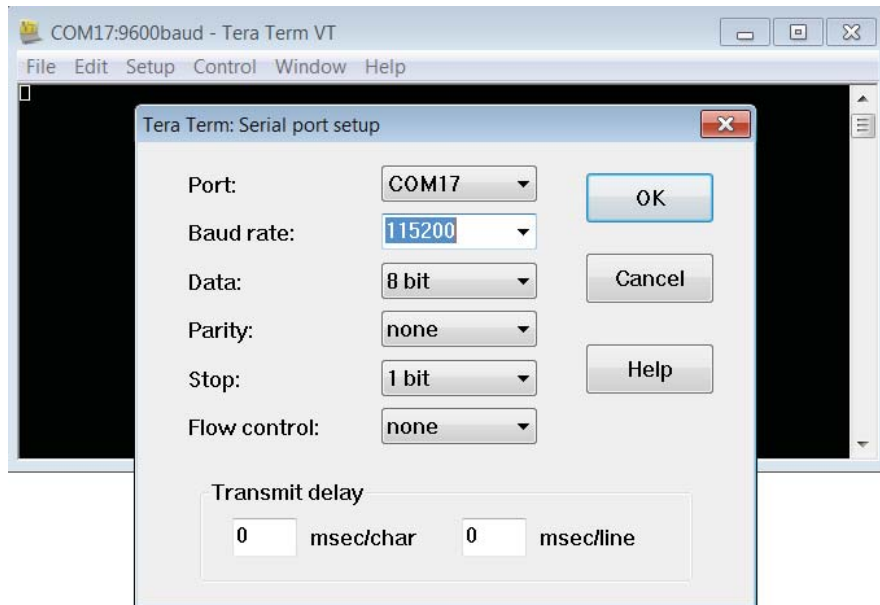 COM17:9600baud - Tera Term VT
File Edit Setup Control Window Help
Tera Term: Serial port setup
Port: COM17
OK
Baud rate: 115200
Data: 8 bit
Cancel
Parity: none
Stop: 1 bit
Help
Flow control: none
Transmit delay
0 msec/char 0 msec/line